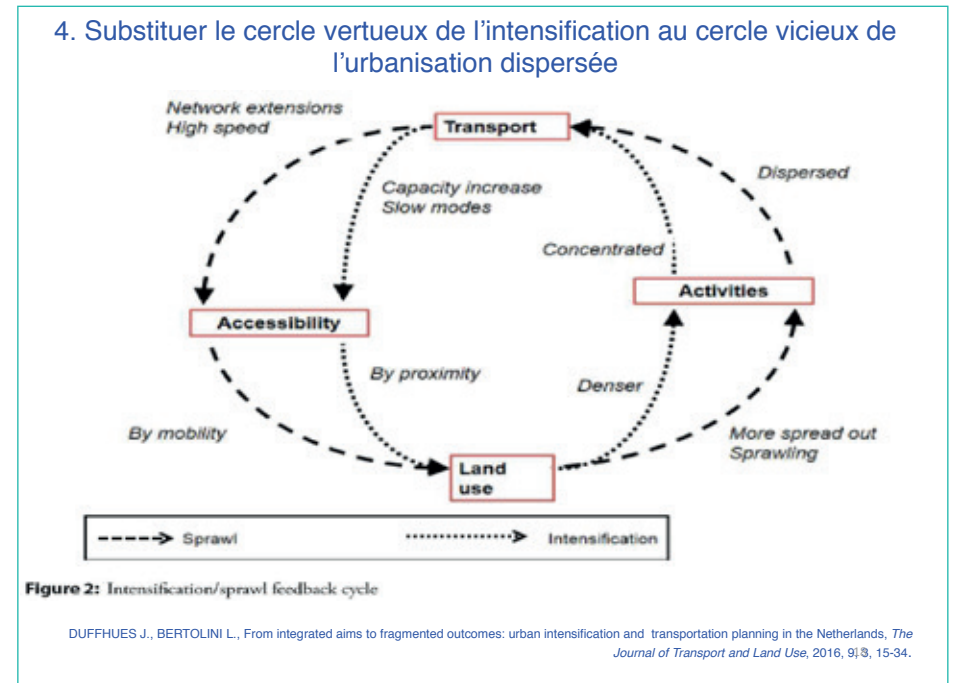 4. Substituer le cercle vertueux de l'intensification au cercle vicieux de
l'urbanisation dispersée
Network extensions
High speed
Transport
Capacity increase
Slow modes
Dispersed
Concentrated
Activities
Accessibility
By proximity
Denser
By mobility
More spread out
Sprawling
Land
use
Sprawl
Intensification
Figure 2: Intensification/sprawl feedback cycle
DUFFHUES J., BERTOLINI L., From integrated aims to fragmented outcomes: urban intensification and transportation planning in the Netherlands, The
Journal of Transport and Land Use, 2016, 9, 3, 15-34.